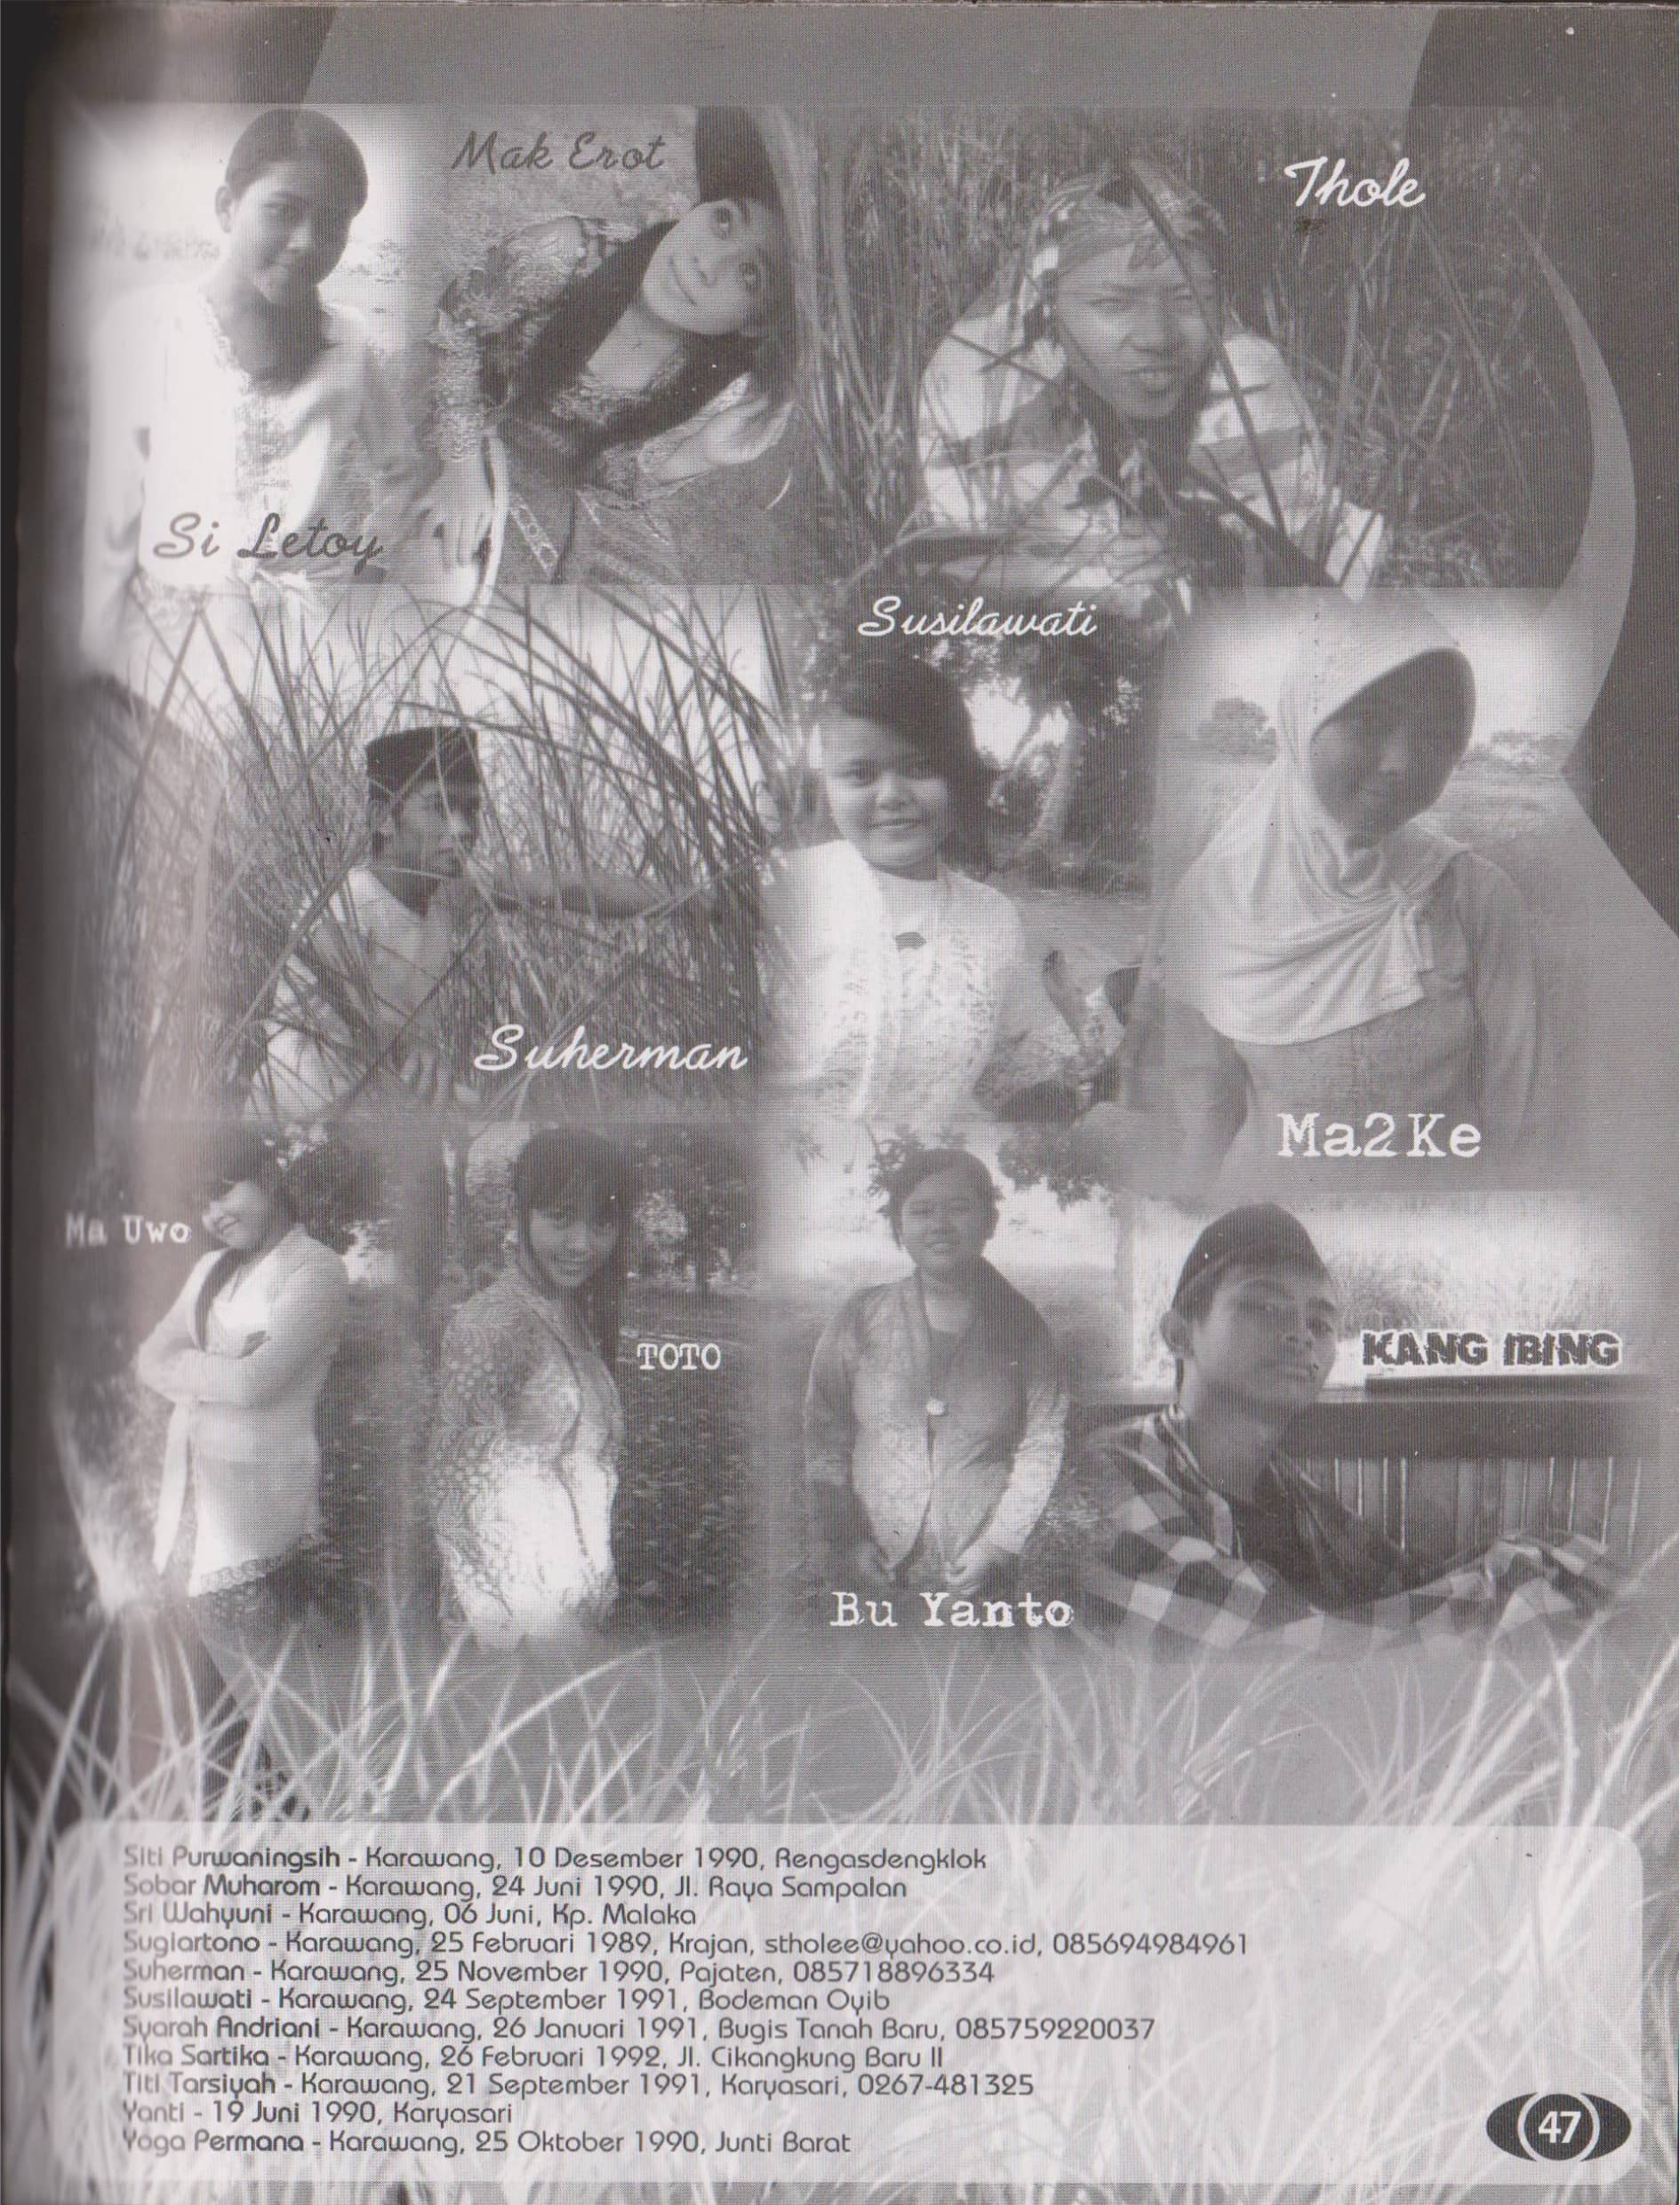 Mak Erot
Thole
Si Letoy
Susilawati
Suherman
Ma2Ke
Ma Uwo
TOTO
KANG IBING
Bu Yanto
Siti Purwaningsih - Karawang, 10 Desember 1990, Rengasdengklok
Sobar Muharom - Karawang, 24 Juni 1990, Jl. Raya Sampalan
Sri Wahyuni - Karawang, 06 Juni, Kp. Malaka
Sugiartono - Karawang, 25 Februari 1989, Krajan, stholee@yahoo.co.id, 085694984961
Suherman - Karawang, 25 November 1990, Pajaten, 085718896334
Susilawati - Karawang, 24 September 1991, Bodeman Oyib
Syarah Andriani - Karawang, 26 Januari 1991, Bugis Tanah Baru, 085759220037
Tika Sartika - Karawang, 26 Februari 1992, Jl. Cikangkung Baru II
Titi Tarsiyah - Karawang, 21 September 1991, Karyasari, 0267-481325
Yanti - 19 Juni 1990, Karyasari
Yoga Permana - Karawang, 25 Oktober 1990, Junti Barat
47